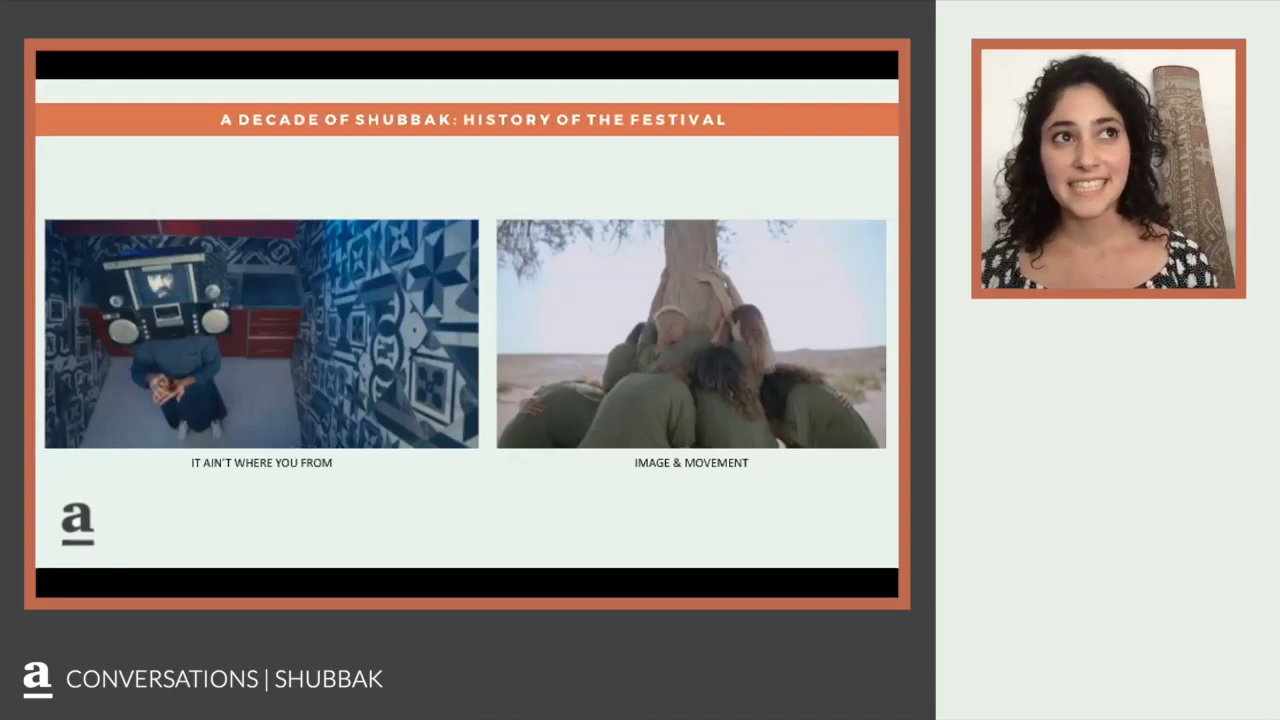 A DECADE OF SHUBBAK: HISTORY OF THE FESTIVAL
IT AIN'T WHERE YOU FROM
IMAGE & MOVEMENT
a
a CONVERSATIONS | SHUBBAK